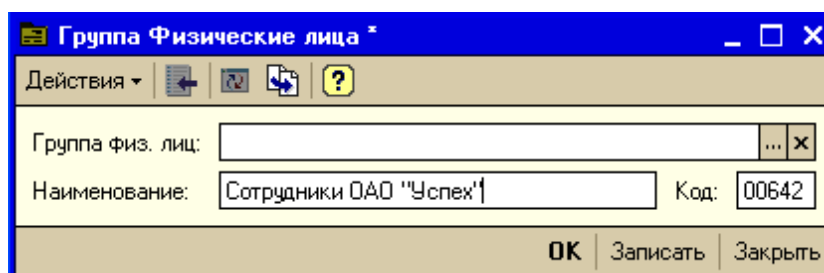 Группа Физические лица *
Действия
Группа физ. лиц:
Наименование: Сотрудники ОАО "Успех" Код: 00642
OK Записать Закрыть